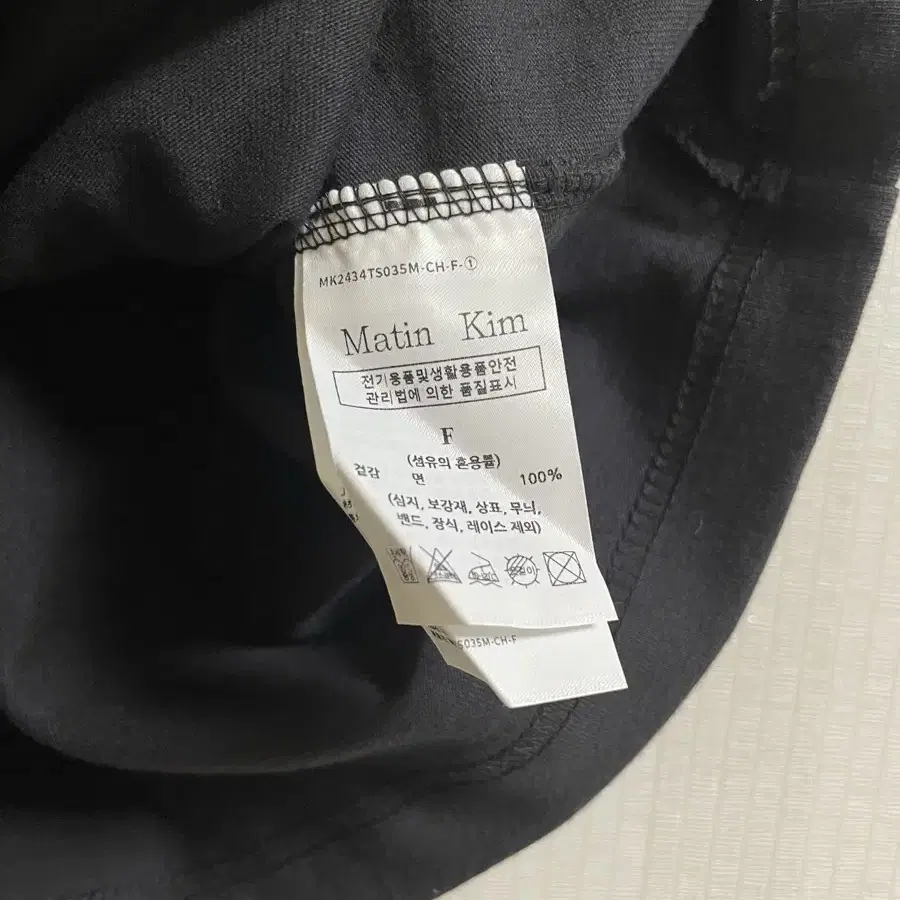 MK2434TS035M-CH-F-①
Matin Kim
전기용품및생활용품안전
관리법에 의한 품질표시
F
(섬유의 혼용률)
겉감 면 100%
(심지, 보강재, 상표, 무늬,
밴드, 장식, 레이스 제외)
S035M-CH-F